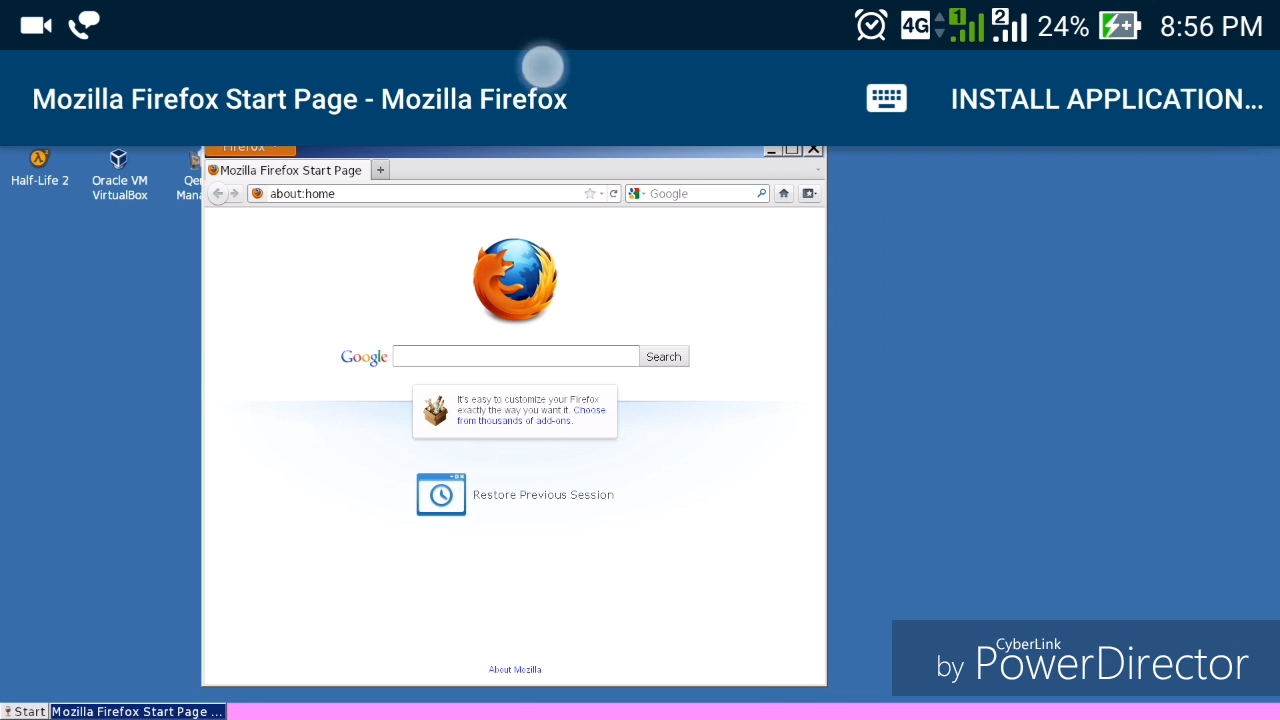 4G
1
2
24%
8:56 PM
Mozilla Firefox Start Page - Mozilla Firefox
INSTALL APPLICATION...
Firefox
Half-Life 2
Oracle VM
VirtualBox
Mozilla Firefox Start Page
+
about:home
Google
Google
Search
It's easy to customize your Firefox
exactly the way you want it. Choose
from thousands of add-ons.
Restore Previous Session
About Mozilla
CyberLink
by PowerDirector
Start
Mozilla Firefox Start Page ...